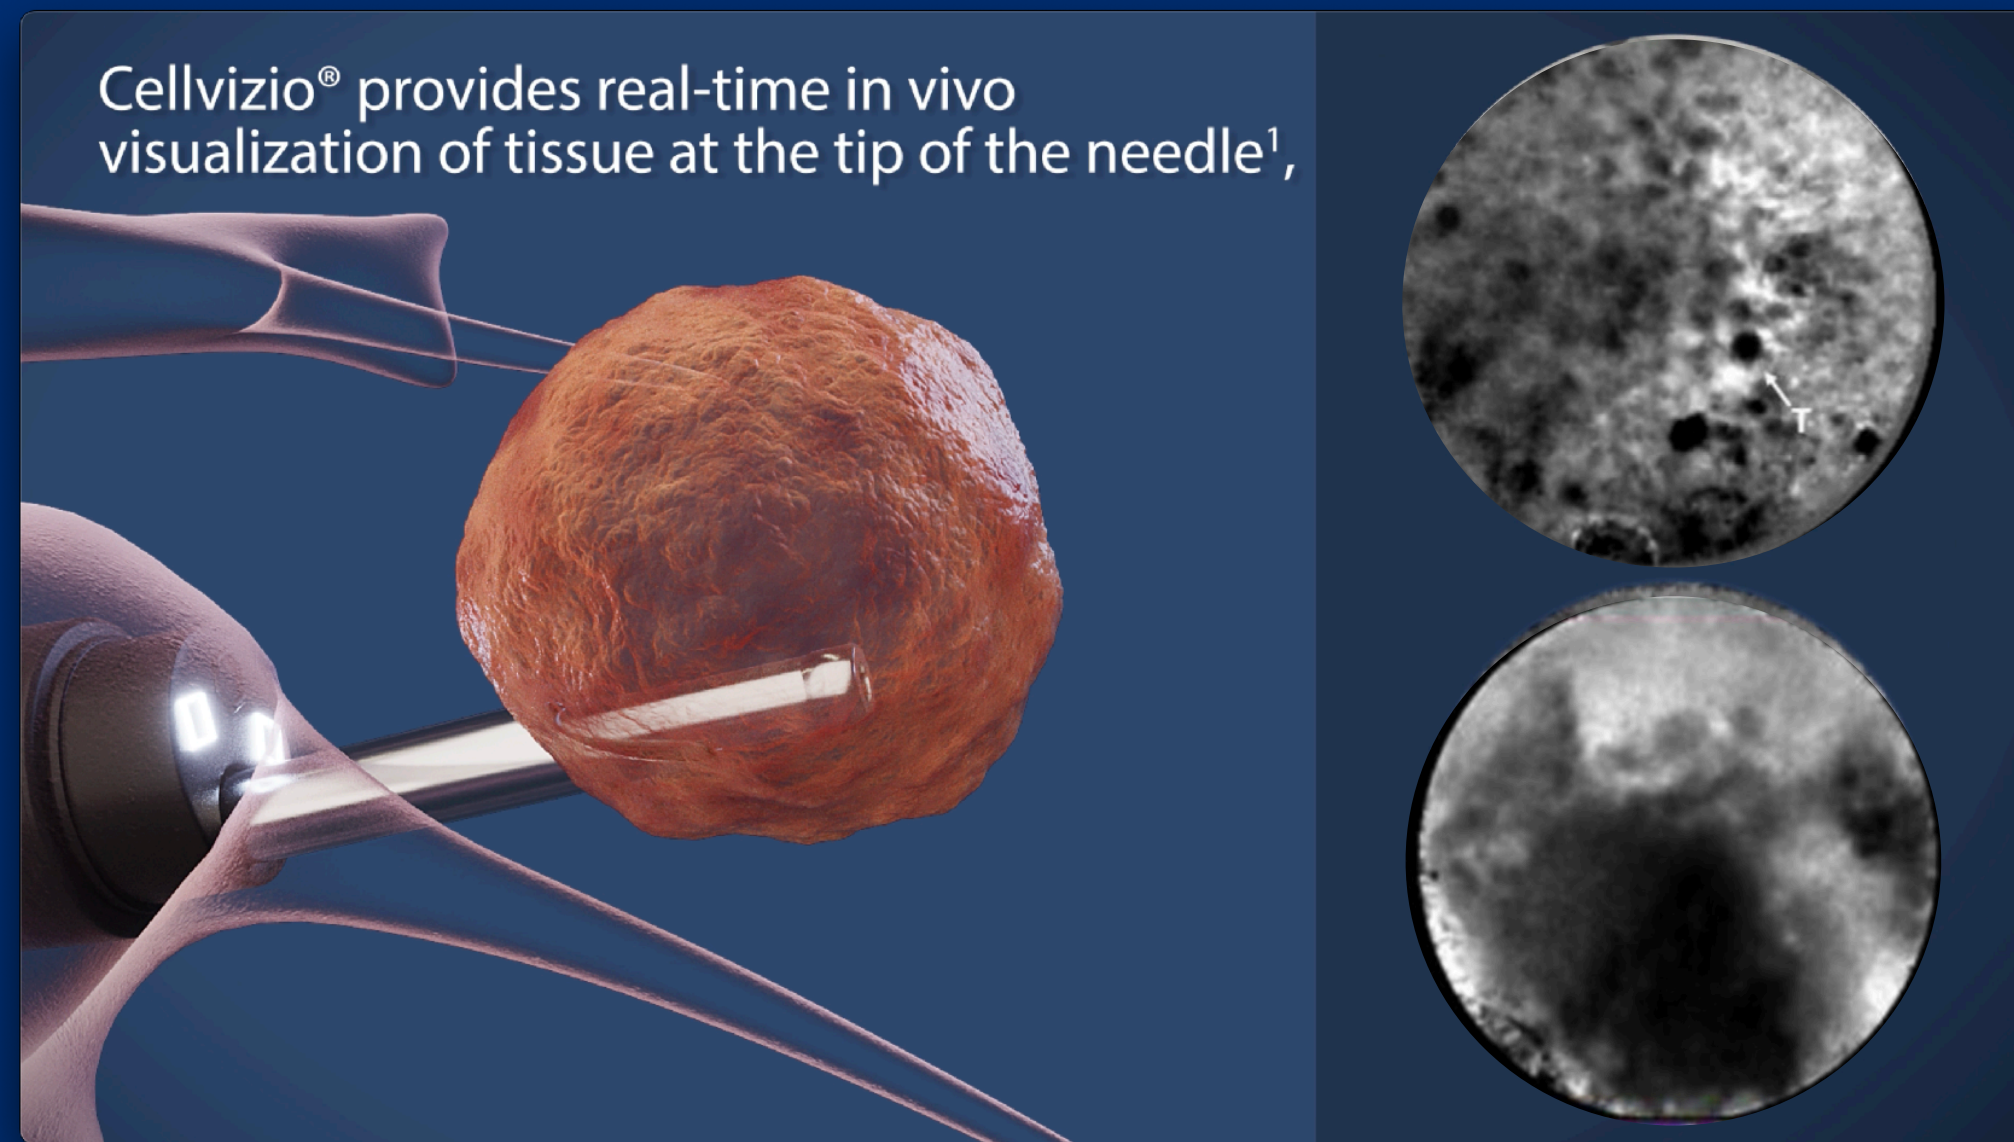 Cellvizio® provides real-time in vivo
visualization of tissue at the tip of the needle¹,
T